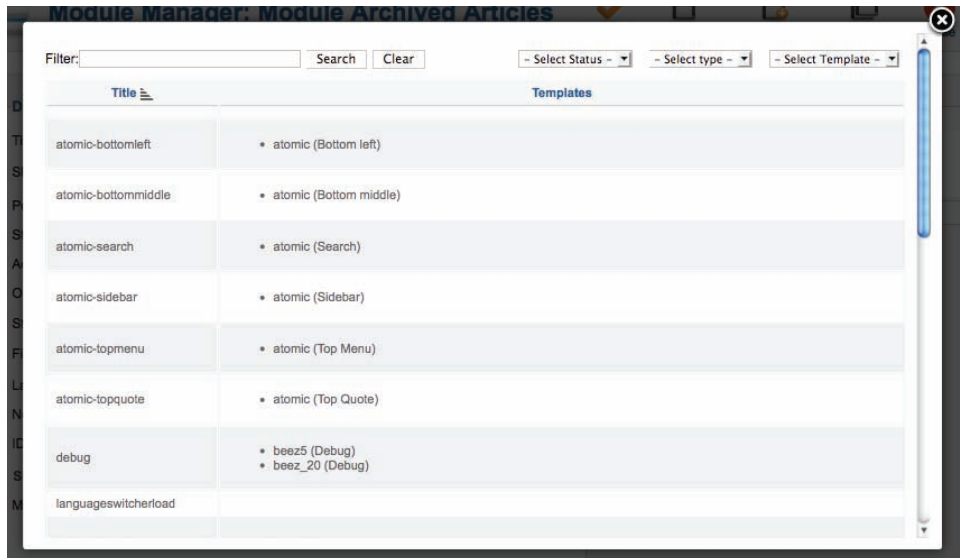 Module Manager: Module Archived Articles
Filter: Search Clear - Select Status - - Select type - - Select Template -
Title Templates
atomic-bottomleft • atomic (Bottom left)
atomic-bottommiddle • atomic (Bottom middle)
atomic-search • atomic (Search)
atomic-sidebar • atomic (Sidebar)
atomic-topmenu • atomic (Top Menu)
atomic-topquote • atomic (Top Quote)
debug • beez5 (Debug)
• beez_20 (Debug)
languageswitcherload